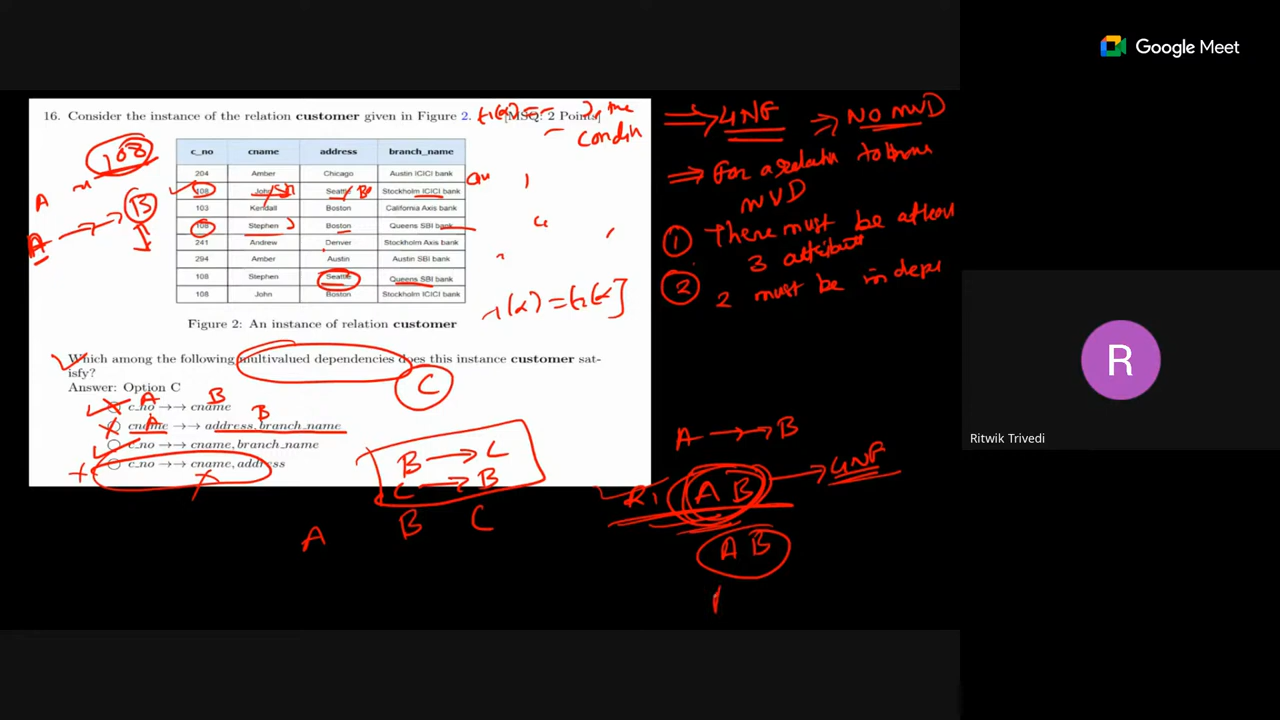 Google Meet
16. Consider the instance of the relation customer given in Figure 2. [MSQ: 2 Points]
c_no cname address branch_name
204 Amber Chicago Austin ICICI bank
108 John Seattle Stockholm ICICI bank
103 Kendall Boston California Axis bank
108 Stephen Boston Queens SBI bank
241 Andrew Denver Stockholm Axis bank
294 Amber Austin Austin SBI bank
108 Stephen Seattle Queens SBI bank
108 John Boston Stockholm ICICI bank
Figure 2: An instance of relation customer
Which among the following multivalued dependencies does this instance customer sat-
isfy?
Answer: Option C
c_no →→ cname
cname →→ address, branch_name
c_no →→ cname, branch_name
c_no →→ cname, address
108
A
A →→ B
C
A B
A B
B → C
C → B
A B C
⇒ 4NF ⇒ NO MVD
⇒ For a relation to have
MVD
① There must be atleast
3 attribute
② 2 must be indep
A →→ B
R1 A B → 4NF
A B
R
Ritwik Trivedi